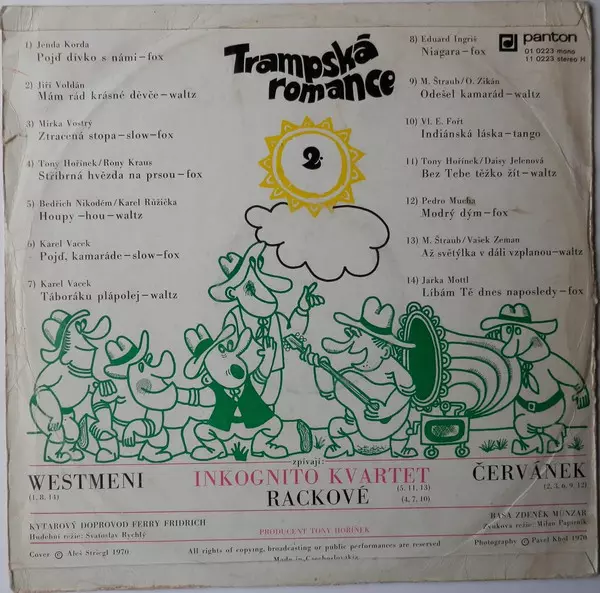 Trampská
romance
2.
1) Jenda Korda
Pojď dívko s námi–fox
2) Jiří Voldán
Mám rád krásné děvče–waltz
3) Mirka Vostrý
Ztracená stopa–slow–fox
4) Tony Hořínek/Rony Kraus
Stříbrná hvězda na prsou–fox
5) Bedřich Nikodém/Karel Růžička
Houpy–hou–waltz
6) Karel Vacek
Pojď, kamaráde–slow–fox
7) Karel Vacek
Táboráku plápolej–waltz
8) Eduard Ingriš
Niagara–fox
9) M. Štraub/O. Zikán
Odešel kamarád–waltz
10) Vl. E. Fořt
Indiánská láska–tango
11) Tony Hořínek/Daisy Jelenová
Bez Tebe těžko žít–waltz
12) Pedro Mucha
Modrý dým–fox
13) M. Štraub/Vašek Zeman
Až světýlka v dáli vzplanou–waltz
14) Jarka Mottl
Líbám Tě dnes naposledy–fox
panton
01 0223 mono
11 0223 stereo H
zpívají:
WESTMENI
(1, 8, 14)
INKOGNITO KVARTET
(5, 11, 13)
RACKOVÉ
(4, 7, 10)
ČERVÁNEK
(2, 3, 6, 9, 12)
KYTAROVÝ DOPROVOD FERRY FRIDRICH
Hudební režie: Svatoslav Rychlý
PRODUCENT TONY HOŘÍNEK
BASA ZDENĚK MUNZAR
Zvuková režie: Milan Papírník
Cover © Aleš Striegl 1970
All rights of copying, broadcasting or public performances are reserved
Made in Czechoslovakia
Photography © Pavel Khol 1970